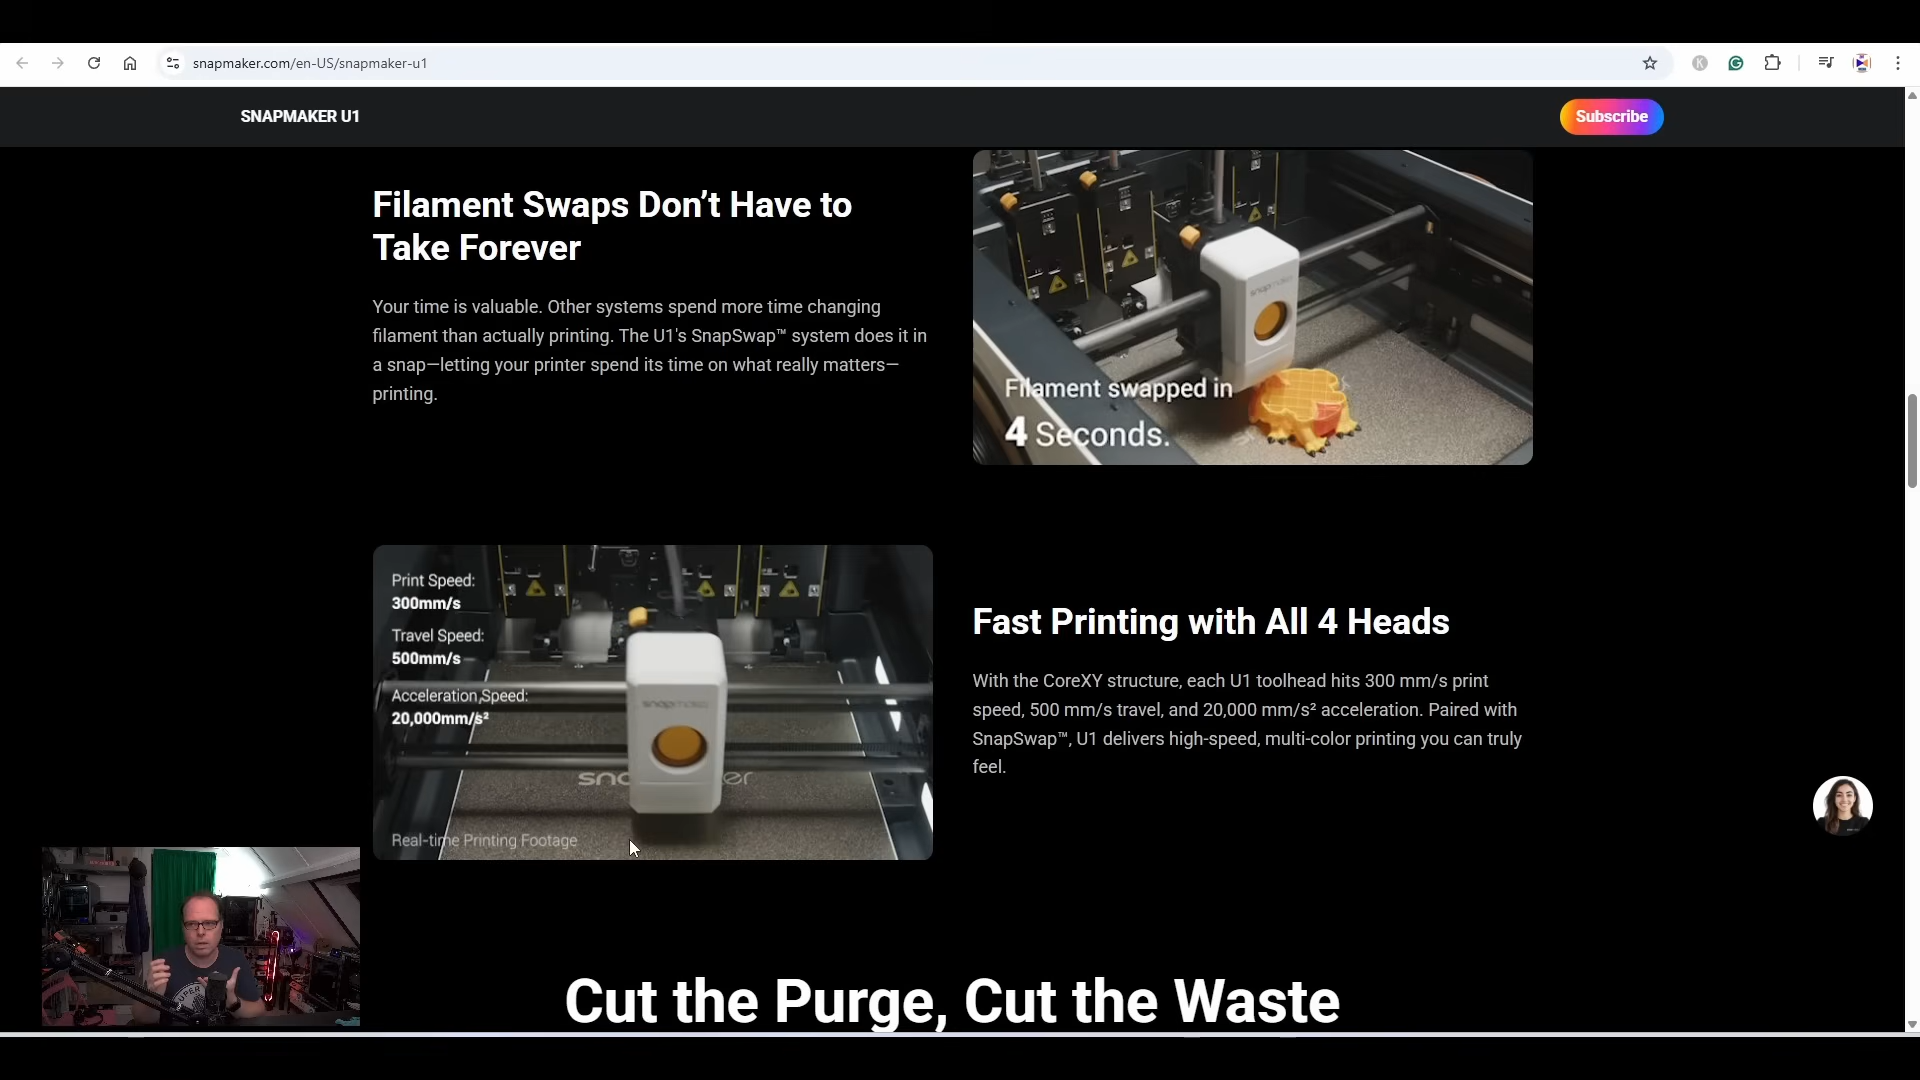 snapmaker.com/en-US/snapmaker-u1
SNAPMAKER U1
Subscribe
Filament Swaps Don’t Have to
Take Forever
Your time is valuable. Other systems spend more time changing
filament than actually printing. The U1's SnapSwap™ system does it in
a snap—letting your printer spend its time on what really matters—
printing.
snapmaker
Filament swapped in
4 Seconds.
Print Speed:
300mm/s
Travel Speed:
500mm/s
Acceleration Speed:
20,000mm/s²
snapmaker
Real-time Printing Footage
Fast Printing with All 4 Heads
With the CoreXY structure, each U1 toolhead hits 300 mm/s print
speed, 500 mm/s travel, and 20,000 mm/s² acceleration. Paired with
SnapSwap™, U1 delivers high-speed, multi-color printing you can truly
feel.
Cut the Purge, Cut the Waste